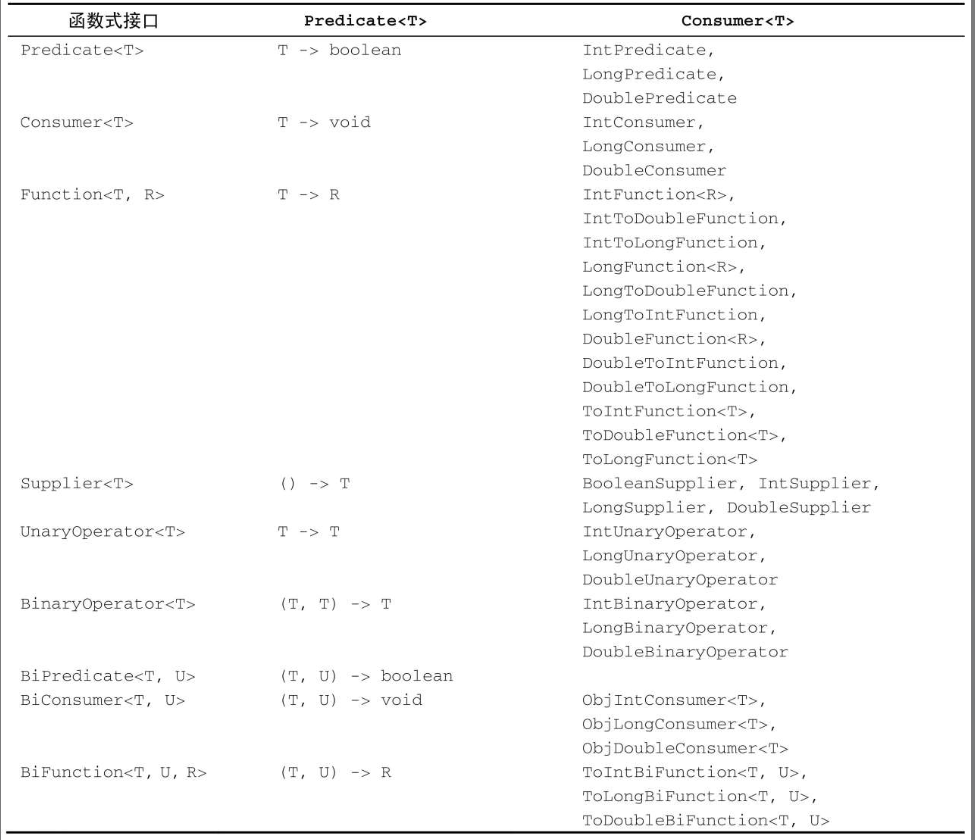 函数式接口 Predicate<T> Consumer<T>
Predicate<T> T -> boolean IntPredicate,
LongPredicate,
DoublePredicate
Consumer<T> T -> void IntConsumer,
LongConsumer,
DoubleConsumer
Function<T, R> T -> R IntFunction<R>,
IntToDoubleFunction,
IntToLongFunction,
LongFunction<R>,
LongToDoubleFunction,
LongToIntFunction,
DoubleFunction<R>,
DoubleToIntFunction,
DoubleToLongFunction,
ToIntFunction<T>,
ToDoubleFunction<T>,
ToLongFunction<T>
Supplier<T> () -> T BooleanSupplier, IntSupplier,
LongSupplier, DoubleSupplier
UnaryOperator<T> T -> T IntUnaryOperator,
LongUnaryOperator,
DoubleUnaryOperator
BinaryOperator<T> (T, T) -> T IntBinaryOperator,
LongBinaryOperator,
DoubleBinaryOperator
BiPredicate<T, U> (T, U) -> boolean
BiConsumer<T, U> (T, U) -> void ObjIntConsumer<T>,
ObjLongConsumer<T>,
ObjDoubleConsumer<T>
BiFunction<T, U, R> (T, U) -> R ToIntBiFunction<T, U>,
ToLongBiFunction<T, U>,
ToDoubleBiFunction<T, U>